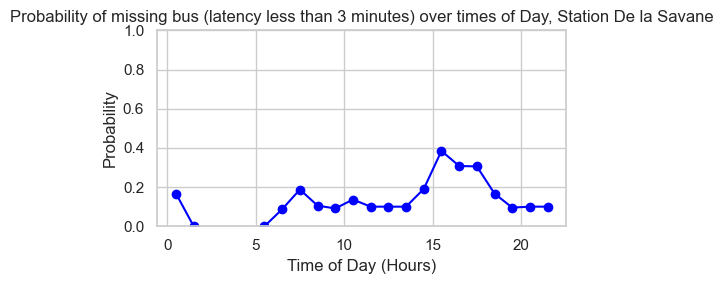 Probability of missing bus (latency less than 3 minutes) over times of Day, Station De la Savane
1.0
0.8
0.6
0.4
0.2
0.0
Probability
0 5 10 15 20
Time of Day (Hours)